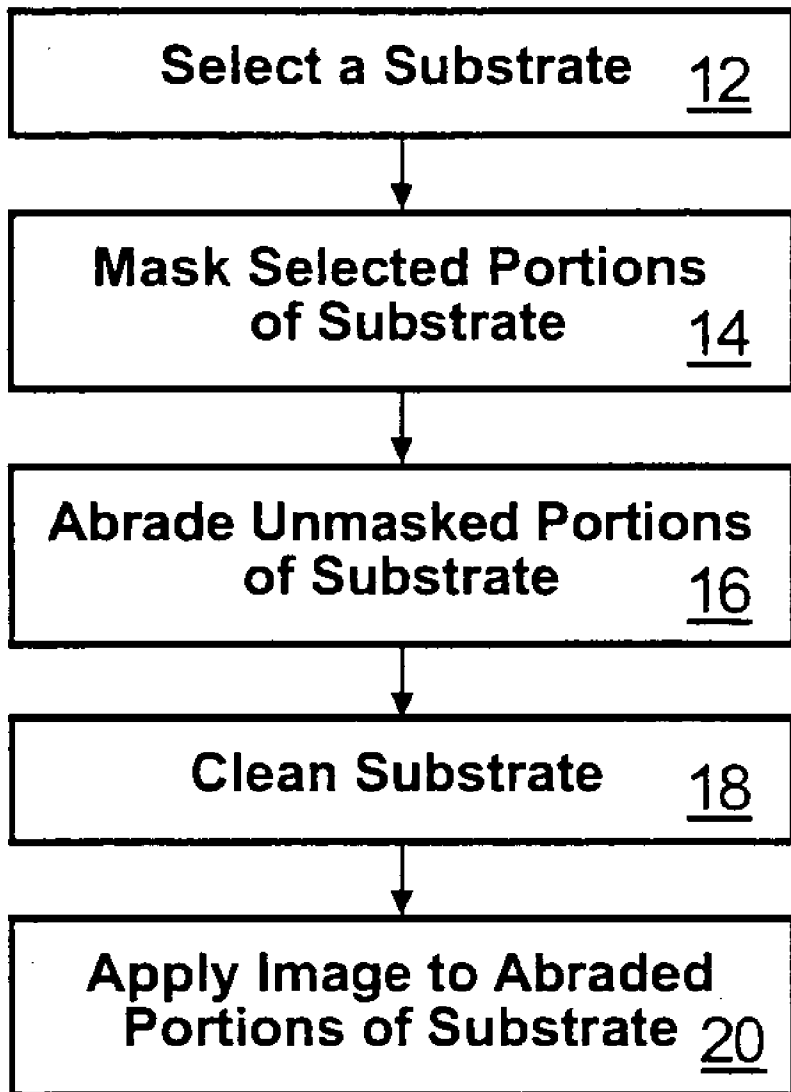 Select a Substrate 12
Mask Selected Portions
of Substrate 14
Abrade Unmasked Portions
of Substrate 16
Clean Substrate 18
Apply Image to Abraded
Portions of Substrate 20